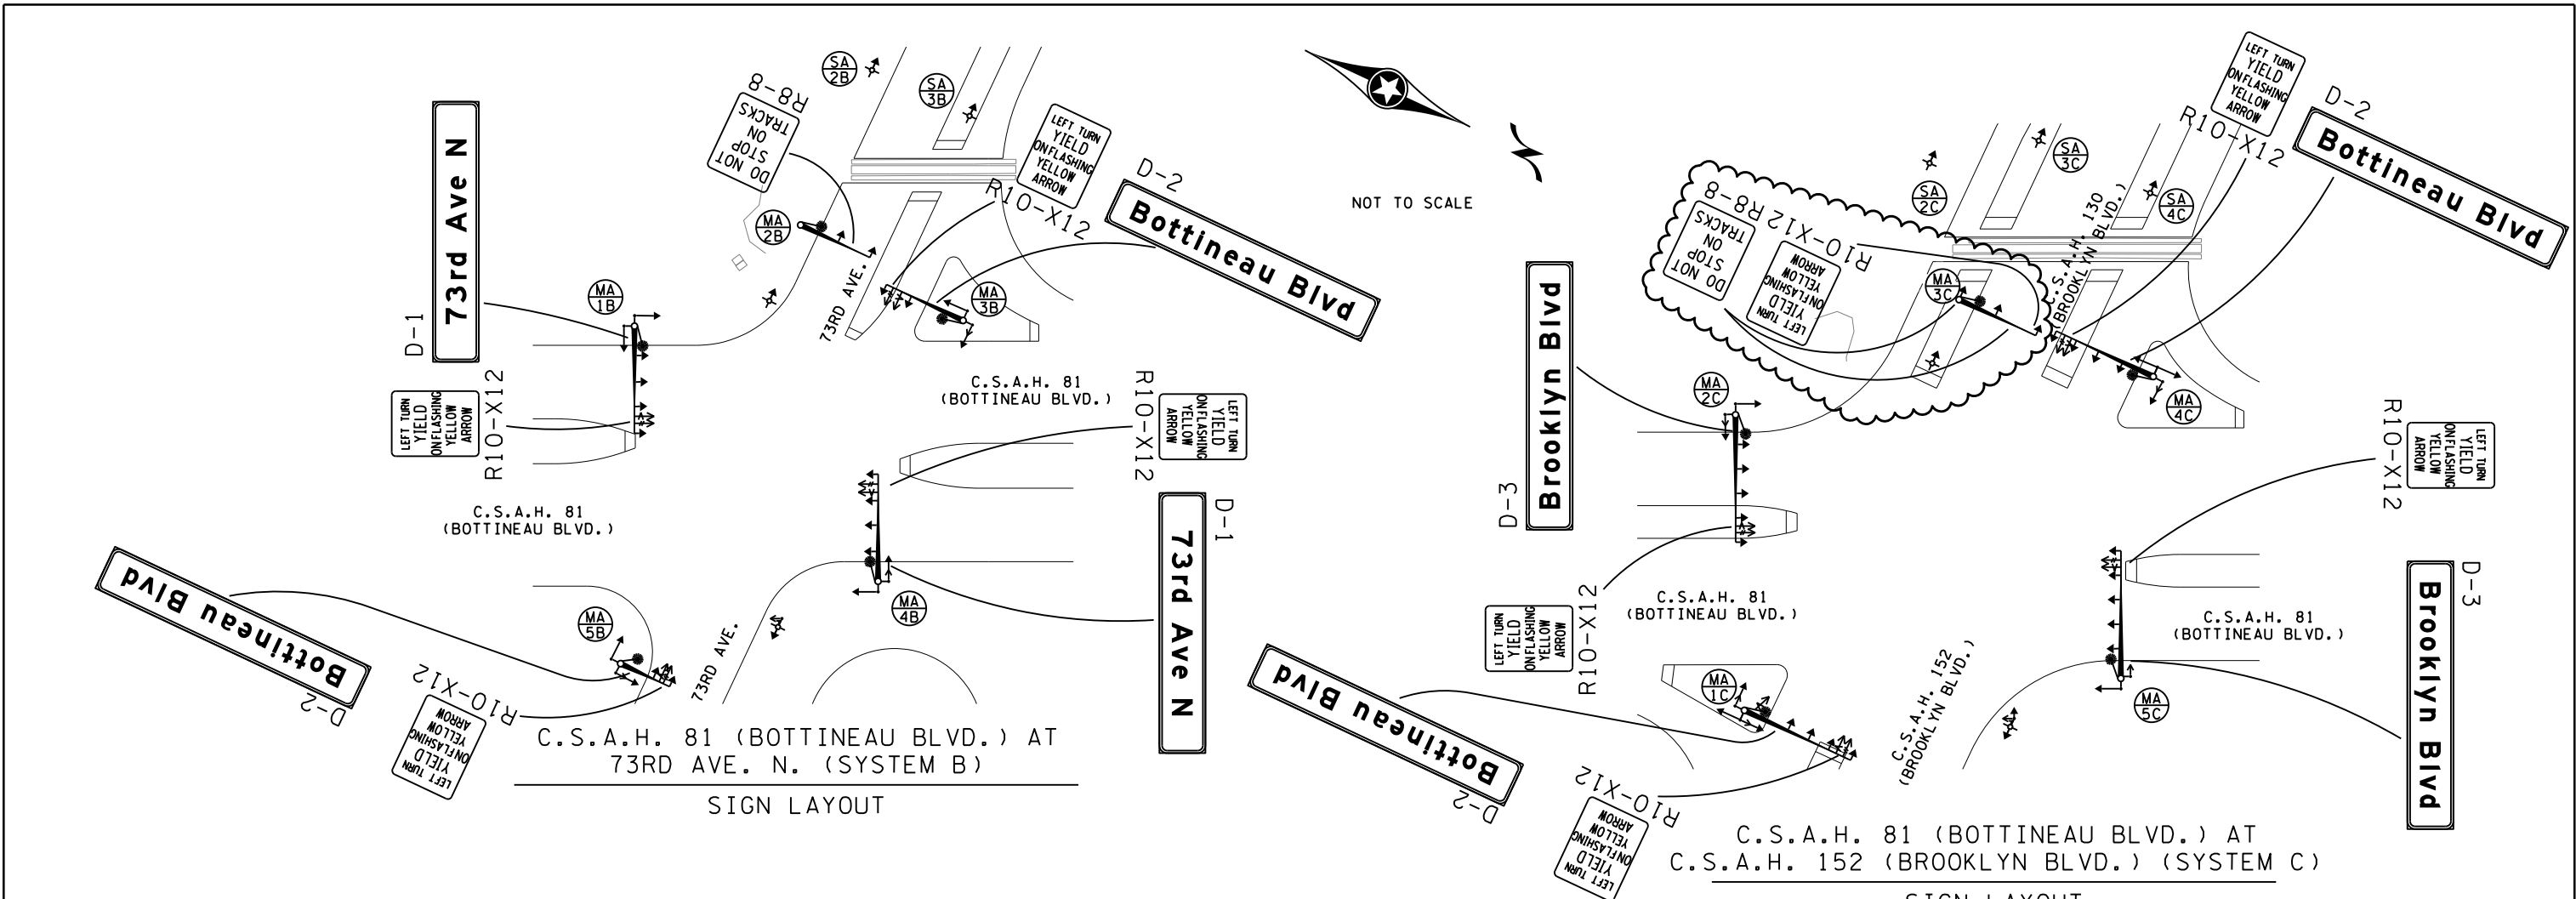 SA
2B
SA
3B
R8-8
DO NOT
STOP
ON
TRACKS
LEFT TURN
YIELD
ON FLASHING
YELLOW
ARROW
R10-X12
D-2
Bottineau Blvd
73rd Ave N
D-1
MA
1B
MA
2B
73RD AVE.
MA
3B
LEFT TURN
YIELD
ON FLASHING
YELLOW
ARROW
R10-X12
C.S.A.H. 81
(BOTTINEAU BLVD.)
R10-X12
LEFT TURN
YIELD
ON FLASHING
YELLOW
ARROW
C.S.A.H. 81
(BOTTINEAU BLVD.)
D-1
73rd Ave N
MA
4B
Bottineau Blvd
D-2
MA
5B
73RD AVE.
R10-X12
LEFT TURN
YIELD
ON FLASHING
YELLOW
ARROW
C.S.A.H. 81 (BOTTINEAU BLVD.) AT
73RD AVE. N. (SYSTEM B)
SIGN LAYOUT
N
NOT TO SCALE
LEFT TURN
YIELD
ON FLASHING
YELLOW
ARROW
R10-X12
D-2
Bottineau Blvd
SA
2C
SA
3C
SA
4C
C.S.A.H. 130
(BROOKLYN BLVD.)
R8-8
DO NOT
STOP
ON
TRACKS
R10-X12
LEFT TURN
YIELD
ON FLASHING
YELLOW
ARROW
MA
3C
Brooklyn Blvd
D-3
MA
2C
MA
4C
R10-X12
LEFT TURN
YIELD
ON FLASHING
YELLOW
ARROW
R10-X12
LEFT TURN
YIELD
ON FLASHING
YELLOW
ARROW
C.S.A.H. 81
(BOTTINEAU BLVD.)
C.S.A.H. 81
(BOTTINEAU BLVD.)
D-3
Brooklyn Blvd
Bottineau Blvd
D-2
MA
1C
C.S.A.H. 152
(BROOKLYN BLVD.)
MA
5C
R10-X12
LEFT TURN
YIELD
ON FLASHING
YELLOW
ARROW
C.S.A.H. 81 (BOTTINEAU BLVD.) AT
C.S.A.H. 152 (BROOKLYN BLVD.) (SYSTEM C)
SIGN LAYOUT